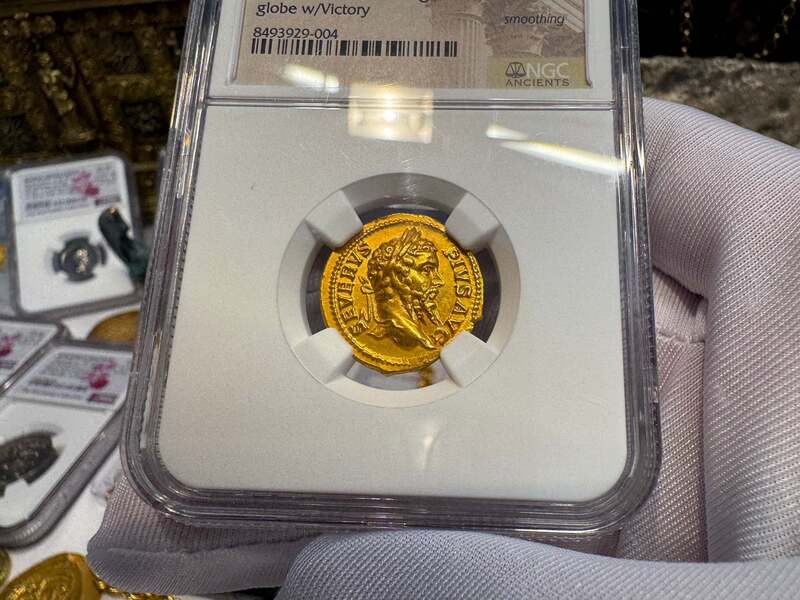 globe w/Victory
smoothing
8493929-004
NGC
ANCIENTS
SEVERVS PIVS AVG